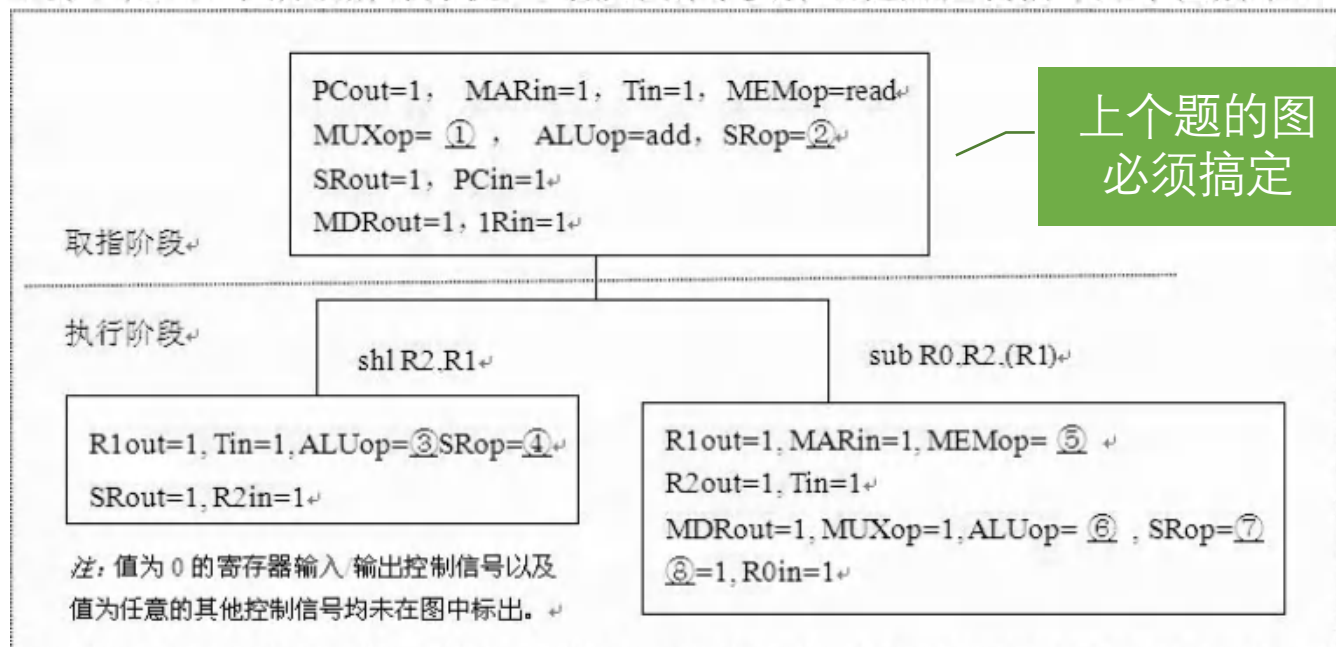 PCout=1， MARin=1，Tin=1，MEMop=read↵
MUXop= ① ， ALUop=add，SRop=②↵
SRout=1，PCin=1↵
MDRout=1，1Rin=1↵
上个题的图
必须搞定
取指阶段↵
执行阶段↵
shl R2,R1↵
sub R0,R2,(R1)↵
R1out=1,Tin=1,ALUop=③SRop=④↵
SRout=1,R2in=1↵
R1out=1,MARin=1,MEMop= ⑤ ↵
R2out=1,Tin=1↵
MDRout=1,MUXop=1,ALUop= ⑥ ,SRop=⑦
⑧=1,R0in=1↵
注：值为 0 的寄存器输入/输出控制信号以及
值为任意的其他控制信号均未在图中标出。↵